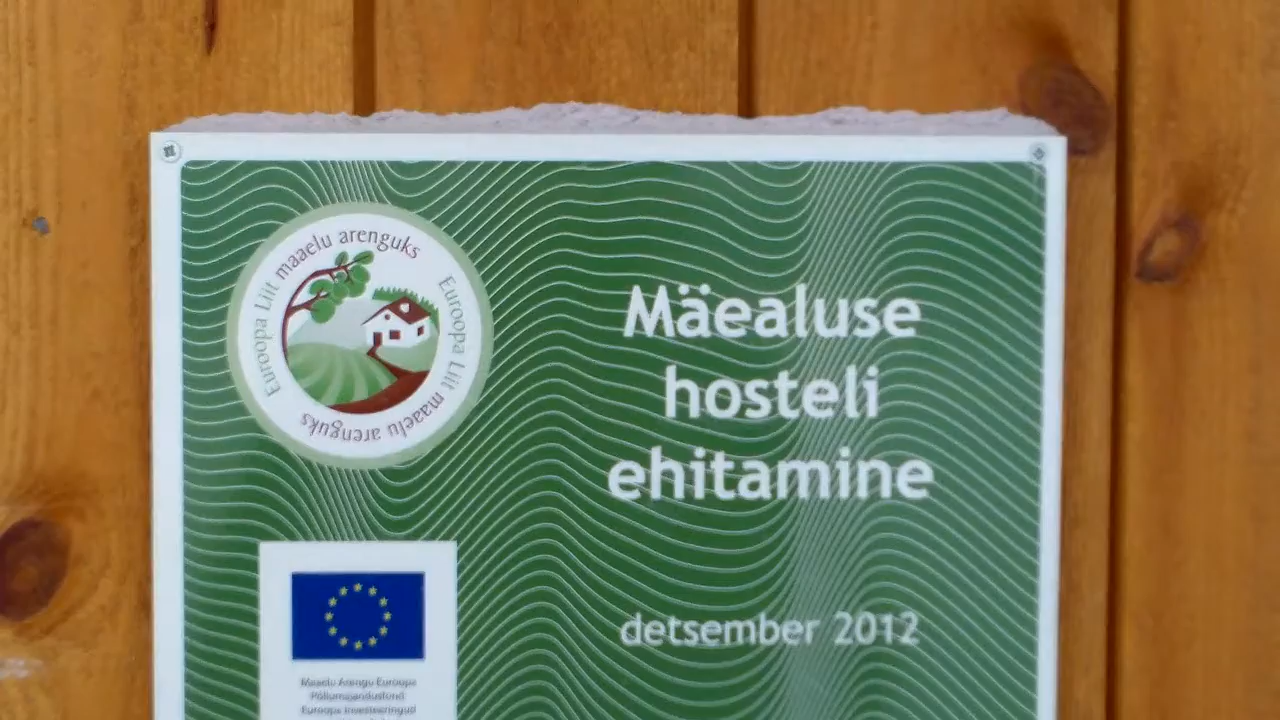 Euroopa Liit maaelu arenguks
Euroopa Liit maaelu arenguks
Mäealuse
hosteli
ehitamine
detsember 2012
Maaelu Arengu Euroopa
Põllumajandusfond
Euroopa investeeringud